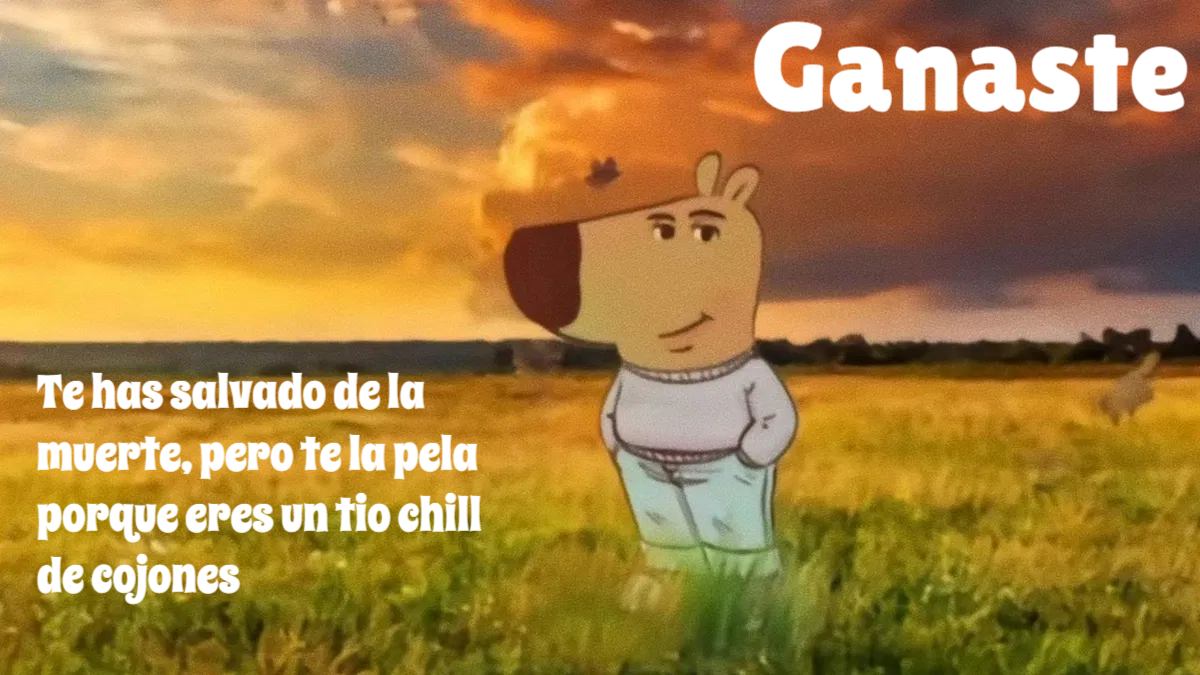 Ganaste
Te has salvado de la
muerte, pero te la pela
porque eres un tio chill
de cojones